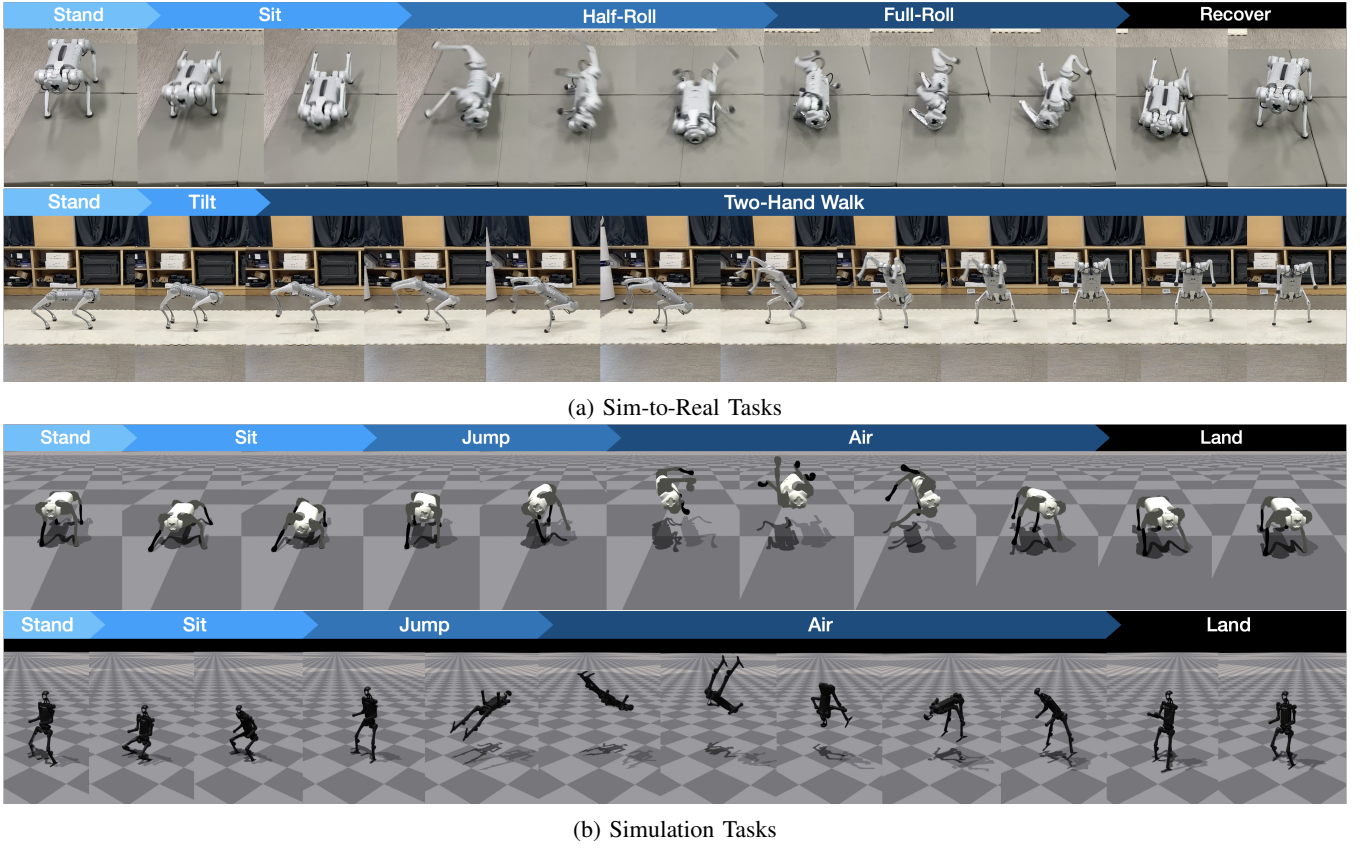 Stand Sit Half-Roll Full-Roll Recover
Stand Tilt Two-Hand Walk
(a) Sim-to-Real Tasks
Stand Sit Jump Air Land
Stand Sit Jump Air Land
(b) Simulation Tasks